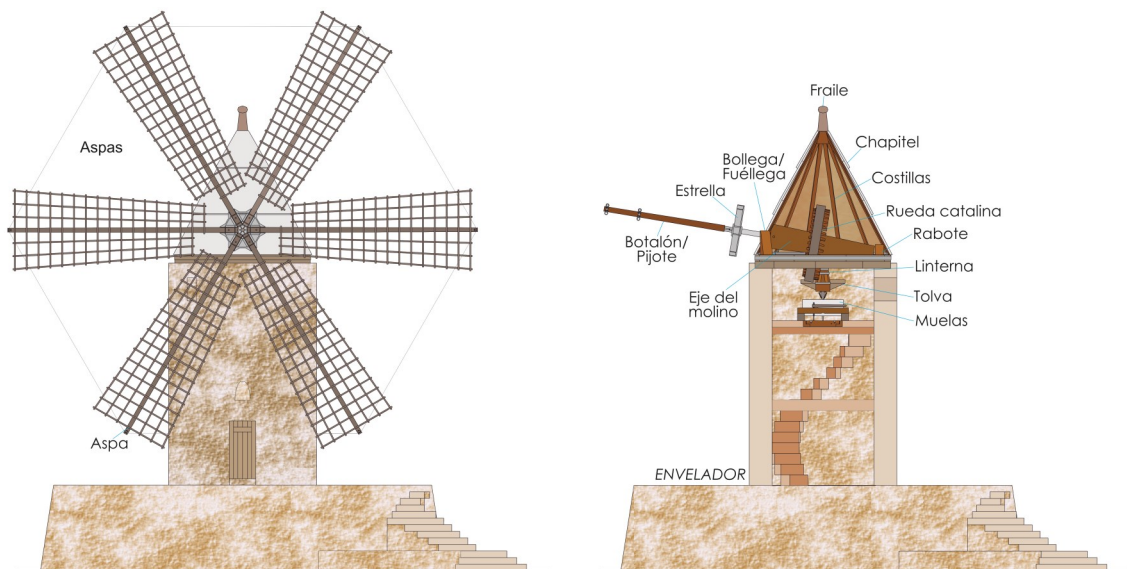 Aspas
Aspa
Fraile
Chapitel
Bollega/
Fuéllega
Costillas
Estrella
Rueda catalina
Botalón/
Pijote
Rabote
Linterna
Eje del
molino
Tolva
Muelas
ENVELADOR